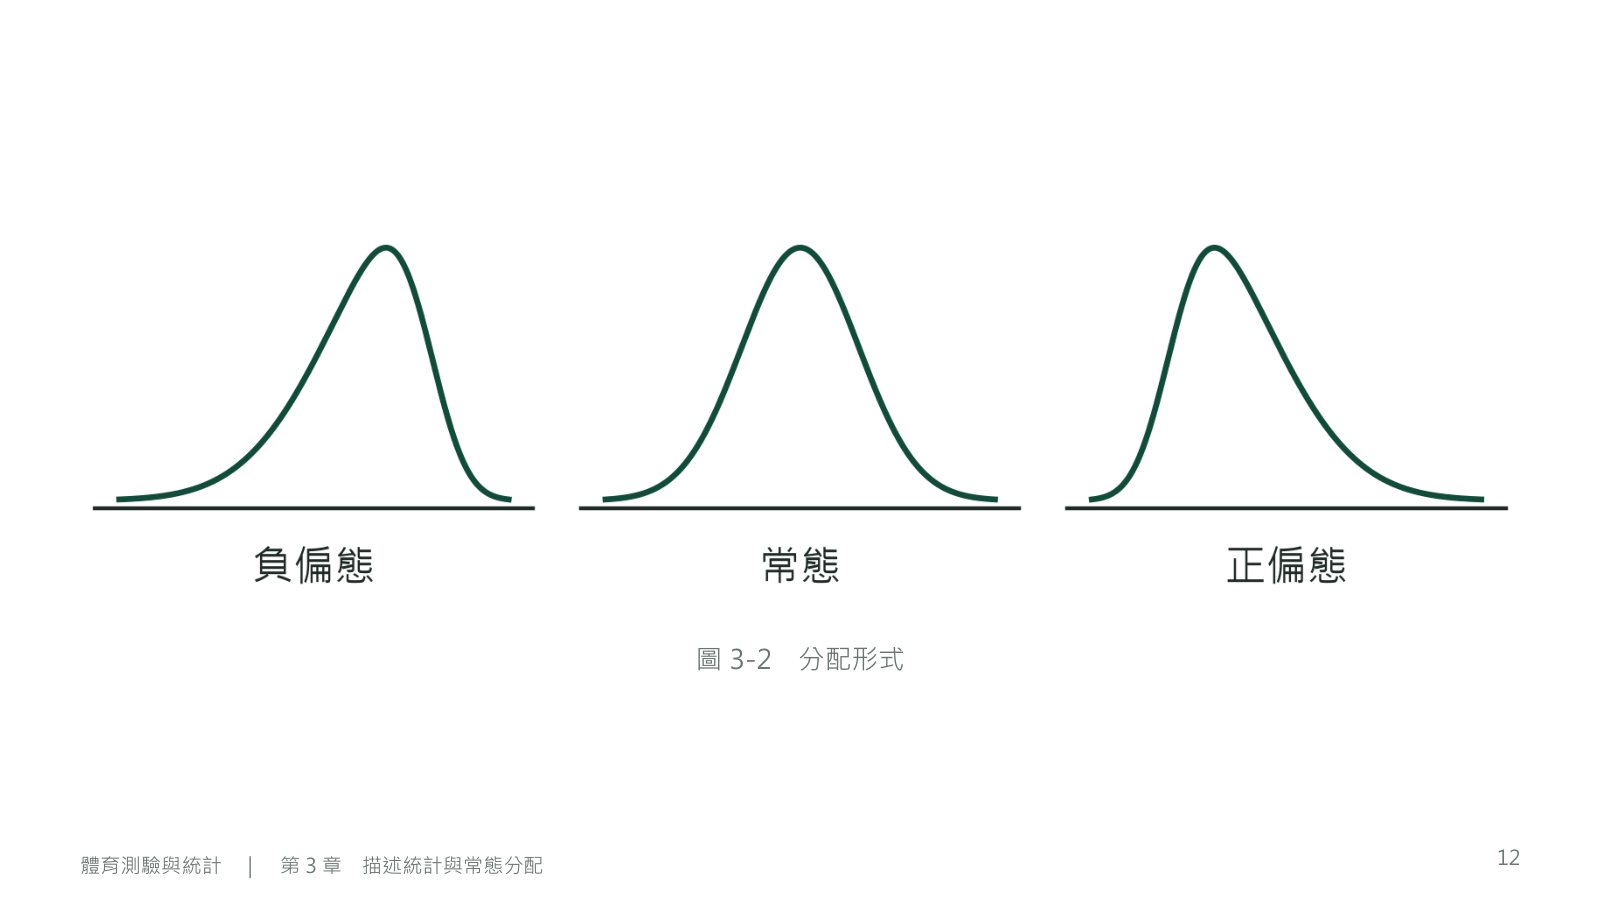 負偏態
常態
正偏態
圖 3-2　分配形式
體育測驗與統計　|　第 3 章　描述統計與常態分配
12